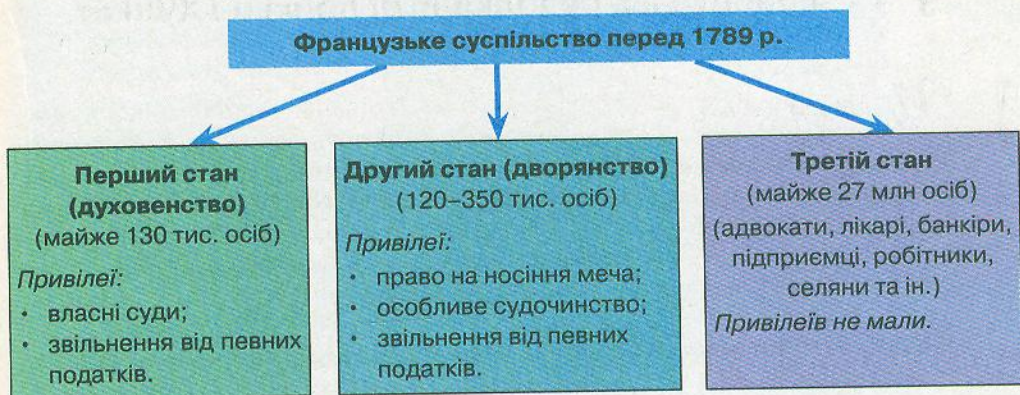 Французьке суспільство перед 1789 р.
Перший стан
(духовенство)
(майже 130 тис. осіб)
Привілеї:
• власні суди;
• звільнення від певних
податків.
Другий стан (дворянство)
(120–350 тис. осіб)
Привілеї:
• право на носіння меча;
• особливе судочинство;
• звільнення від певних
податків.
Третій стан
(майже 27 млн осіб)
(адвокати, лікарі, банкіри,
підприємці, робітники,
селяни та ін.)
Привілеїв не мали.